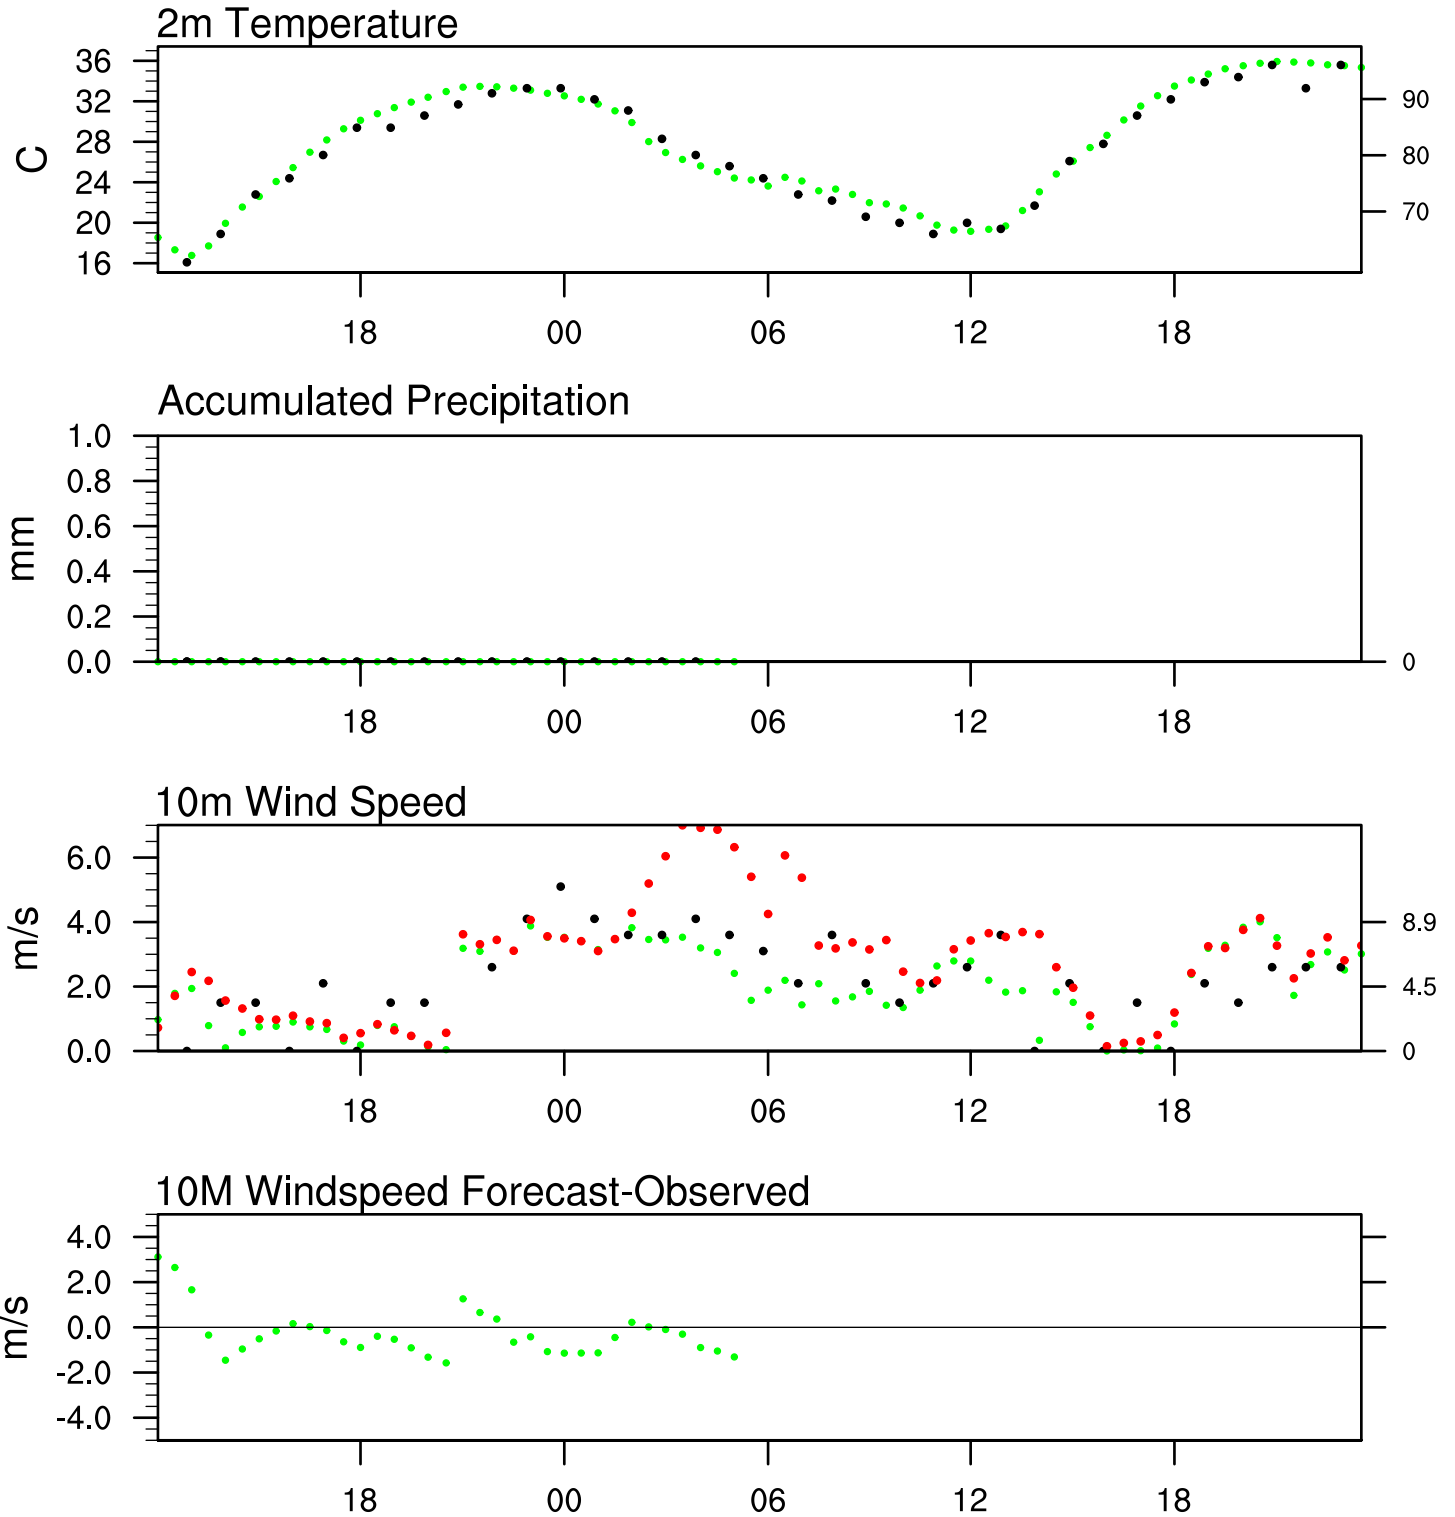 2m Temperature
36
32
28
24
20
16
C
90
80
70
18 00 06 12 18
Accumulated Precipitation
1.0
0.8
0.6
0.4
0.2
0.0
mm
0
18 00 06 12 18
10m Wind Speed
6.0
4.0
2.0
0.0
m/s
8.9
4.5
0
18 00 06 12 18
10M Windspeed Forecast-Observed
4.0
2.0
0.0
-2.0
-4.0
m/s
18 00 06 12 18